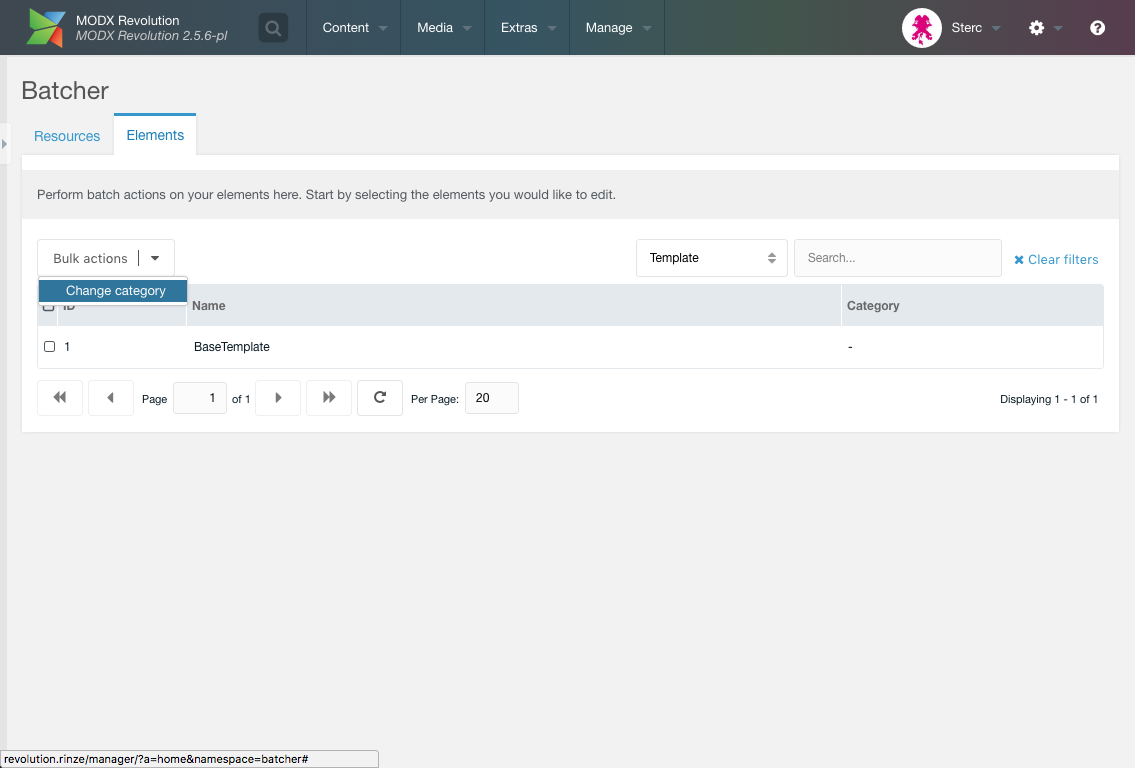 MODX Revolution
MODX Revolution 2.5.6-pl
Content
Media
Extras
Manage
Sterc
Batcher
Resources
Elements
Perform batch actions on your elements here. Start by selecting the elements you would like to edit.
Bulk actions
Template
Search...
Clear filters
Change category
ID Name Category
1 BaseTemplate -
Page 1 of 1 Per Page: 20 Displaying 1 - 1 of 1
revolution.rinze/manager/?a=home&namespace=batcher#